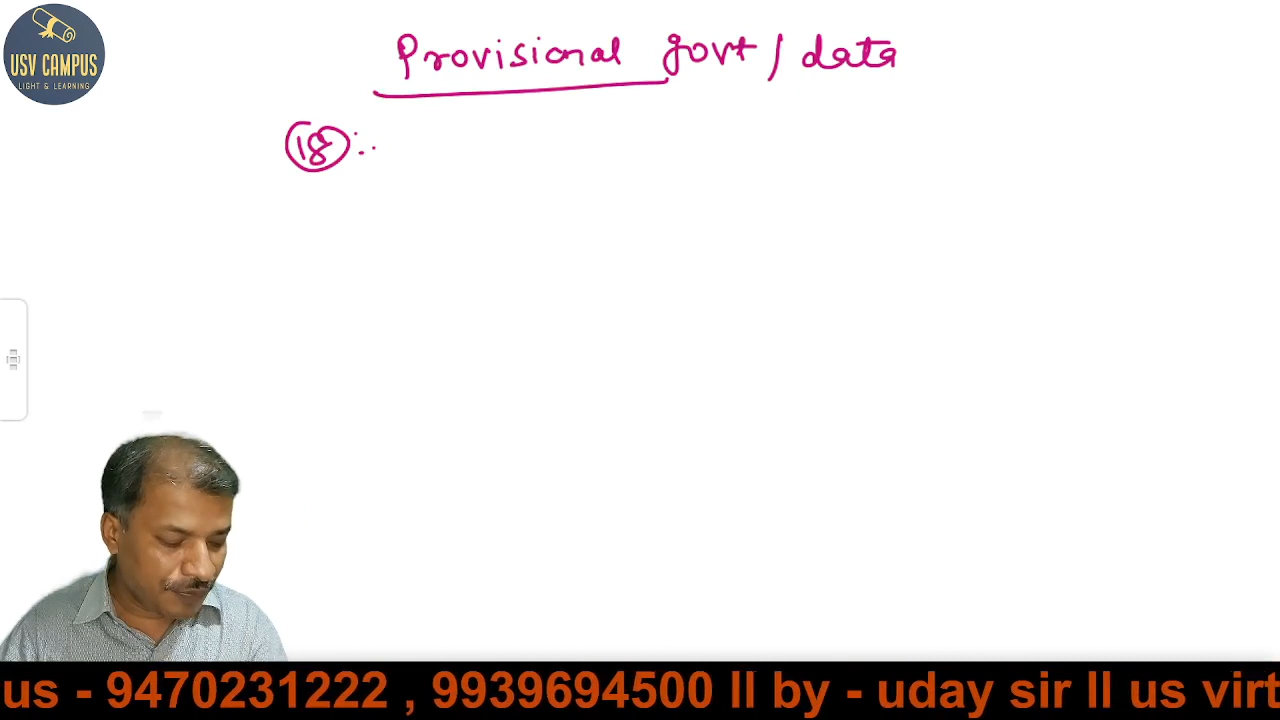 USV CAMPUS
LIGHT & LEARNING
Provisional govt / data
18 :-
us - 9470231222 , 9939694500 ll by - uday sir ll us virt